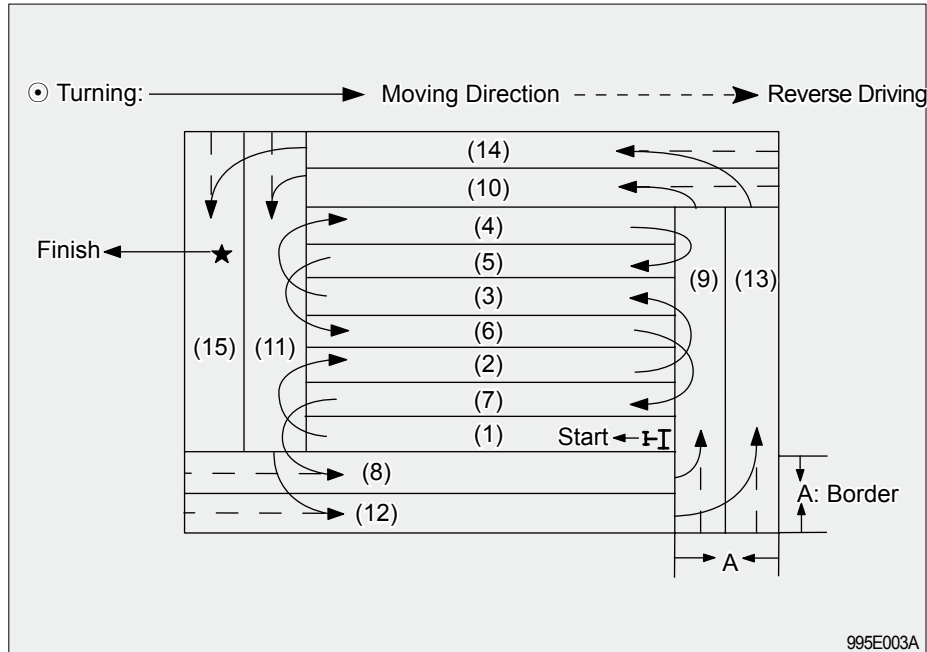 ⊙ Turning: Moving Direction Reverse Driving
(14)
(10)
(4)
Finish (5) (9) (13)
(3)
(15) (11) (6)
(2)
(7)
(1) Start
(8)
A: Border
(12)
A
995E003A